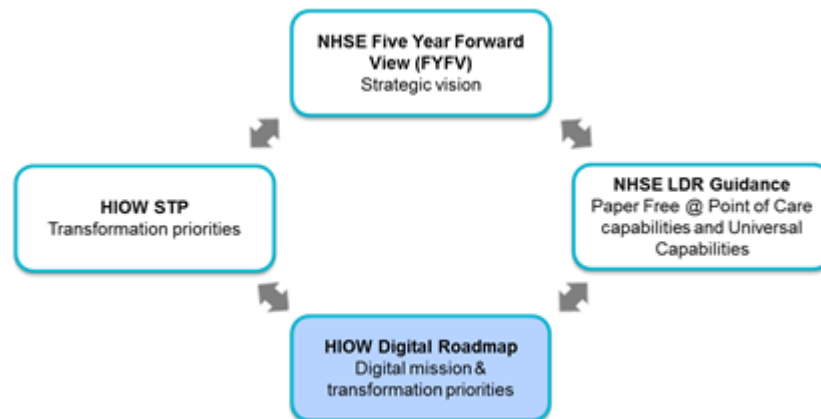 NHSE Five Year Forward
View (FYFV)
Strategic vision
HIOW STP
Transformation priorities
NHSE LDR Guidance
Paper Free @ Point of Care
capabilities and Universal
Capabilities
HIOW Digital Roadmap
Digital mission &
transformation priorities